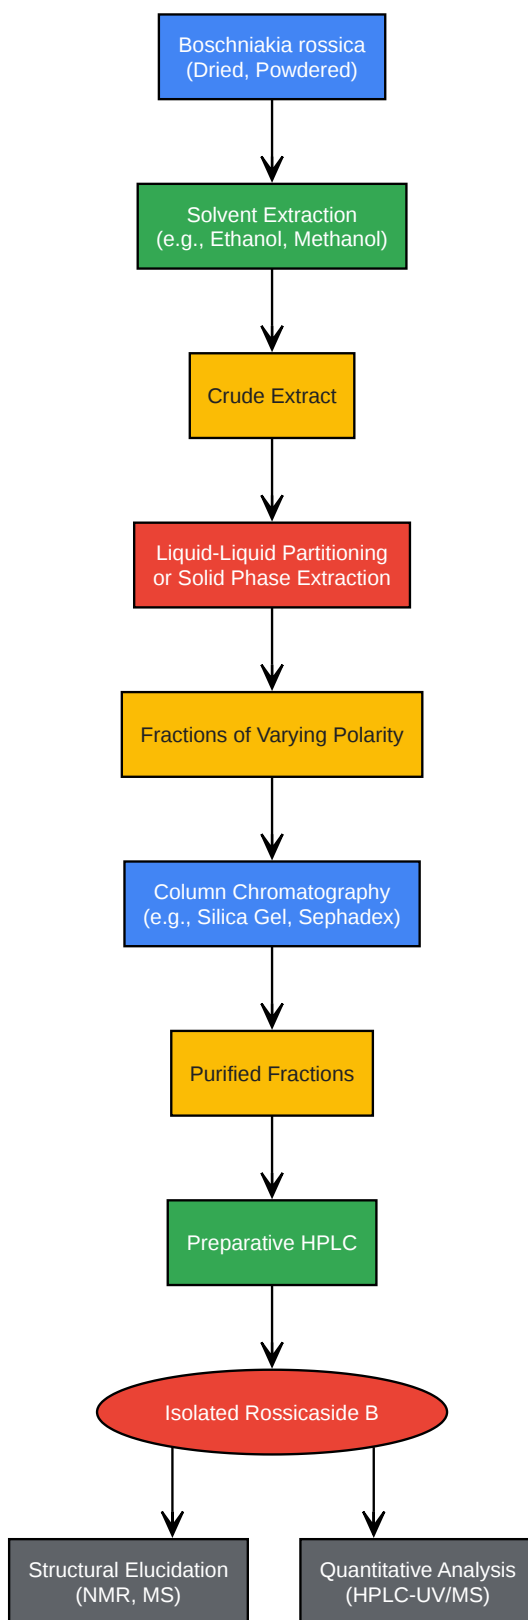 Boschniakia rossica
(Dried, Powdered)
Solvent Extraction
(e.g., Ethanol, Methanol)
Crude Extract
Liquid-Liquid Partitioning
or Solid Phase Extraction
Fractions of Varying Polarity
Column Chromatography
(e.g., Silica Gel, Sephadex)
Purified Fractions
Preparative HPLC
Isolated Rossicaside B
Structural Elucidation
(NMR, MS)
Quantitative Analysis
(HPLC-UV/MS)